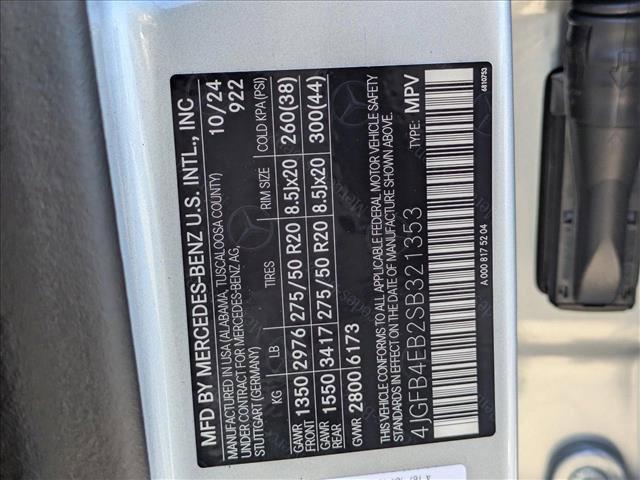 MFD BY MERCEDES-BENZ U.S. INTL., INC
MANUFACTURED IN USA (ALABAMA, TUSCALOOSA COUNTY) 10/24
UNDER CONTRACT FOR MERCEDES-BENZ AG, 922
STUTTGART (GERMANY)
KG LB TIRES RIM SIZE COLD KPA (PSI)
GAWR FRONT 1350 2976 275/50 R20 8.5Jx20 260(38)
GAWR REAR 1550 3417 275/50 R20 8.5Jx20 300(44)
GVWR 2800 6173
THIS VEHICLE CONFORMS TO ALL APPLICABLE FEDERAL MOTOR VEHICLE SAFETY
STANDARDS IN EFFECT ON THE DATE OF MANUFACTURE SHOWN ABOVE.
TYPE: MPV
4JGFB4EB2SB321353
A 000 817 52 04
6810753